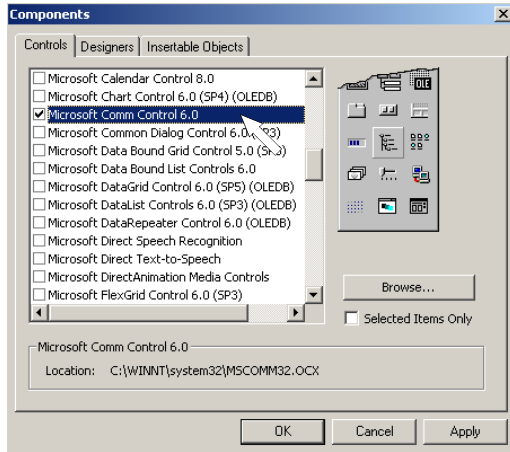 Components
Controls Designers Insertable Objects
Microsoft Calendar Control 8.0
Microsoft Chart Control 6.0 (SP4) (OLEDB)
Microsoft Comm Control 6.0
Microsoft Common Dialog Control 6.0 (SP3)
Microsoft Data Bound Grid Control 5.0 (SP3)
Microsoft Data Bound List Controls 6.0
Microsoft DataGrid Control 6.0 (SP5) (OLEDB)
Microsoft DataList Controls 6.0 (SP3) (OLEDB)
Microsoft DataRepeater Control 6.0 (OLEDB)
Microsoft Direct Speech Recognition
Microsoft Direct Text-to-Speech
Microsoft DirectAnimation Media Controls
Microsoft FlexGrid Control 6.0 (SP3)
OLE
Browse...
Selected Items Only
Microsoft Comm Control 6.0
Location: C:\WINNT\system32\MSCOMM32.OCX
OK Cancel Apply